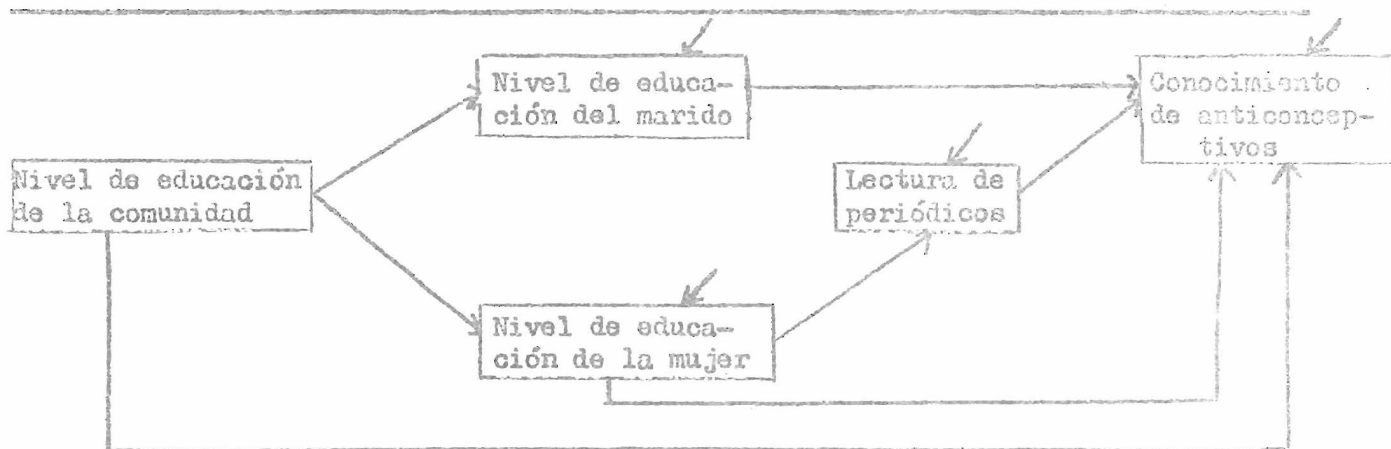 Nivel de educa-
ción del marido
Conocimiento
de anticoncep-
tivos
Nivel de educación
de la comunidad
Lectura de
periódicos
Nivel de educa-
ción de la mujer